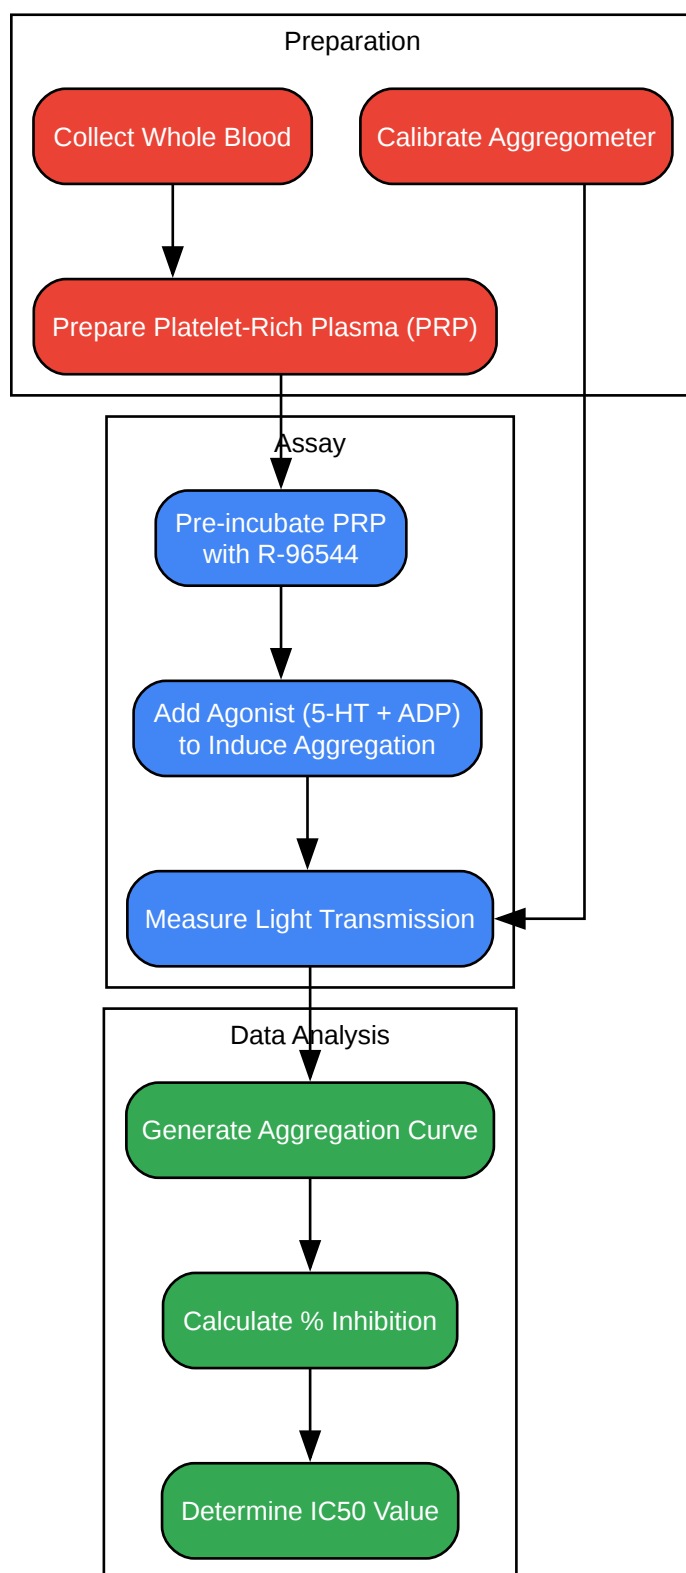 Preparation
Collect Whole Blood
Calibrate Aggregometer
Prepare Platelet-Rich Plasma (PRP)
Assay
Pre-incubate PRP
with R-96544
Add Agonist (5-HT + ADP)
to Induce Aggregation
Measure Light Transmission
Data Analysis
Generate Aggregation Curve
Calculate % Inhibition
Determine IC50 Value